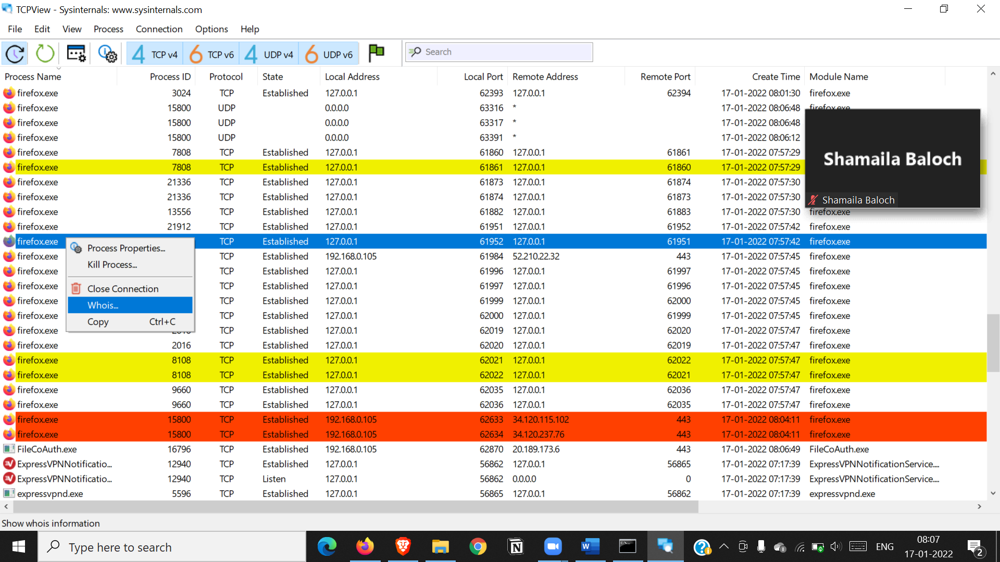 TCPView - Sysinternals: www.sysinternals.com
File Edit View Process Connection Options Help
4 TCP v4 6 TCP v6 4 UDP v4 6 UDP v6 Search
Process Name Process ID Protocol State Local Address Local Port Remote Address Remote Port Create Time Module Name
firefox.exe 3024 TCP Established 127.0.0.1 62393 127.0.0.1 62394 17-01-2022 08:01:30 firefox.exe
firefox.exe 15800 UDP 0.0.0.0 63316 * 17-01-2022 08:06:48 firefox.exe
firefox.exe 15800 UDP 0.0.0.0 63317 * 17-01-2022 08:06:48
firefox.exe 15800 UDP 0.0.0.0 63391 * 17-01-2022 08:06:12
firefox.exe 7808 TCP Established 127.0.0.1 61860 127.0.0.1 61861 17-01-2022 07:57:29
Shamaila Baloch
firefox.exe 7808 TCP Established 127.0.0.1 61861 127.0.0.1 61860 17-01-2022 07:57:29
firefox.exe 21336 TCP Established 127.0.0.1 61873 127.0.0.1 61874 17-01-2022 07:57:30
firefox.exe 21336 TCP Established 127.0.0.1 61874 127.0.0.1 61873 17-01-2022 07:57:30
Shamaila Baloch
firefox.exe 13556 TCP Established 127.0.0.1 61882 127.0.0.1 61883 17-01-2022 07:57:30 firefox.exe
firefox.exe 21912 TCP Established 127.0.0.1 61951 127.0.0.1 61952 17-01-2022 07:57:42 firefox.exe
firefox.exe TCP Established 127.0.0.1 61952 127.0.0.1 61951 17-01-2022 07:57:42 firefox.exe
Process Properties...
firefox.exe TCP Established 192.168.0.105 61984 52.210.22.32 443 17-01-2022 07:57:45 firefox.exe
Kill Process...
firefox.exe TCP Established 127.0.0.1 61996 127.0.0.1 61997 17-01-2022 07:57:45 firefox.exe
firefox.exe TCP Established 127.0.0.1 61997 127.0.0.1 61996 17-01-2022 07:57:45 firefox.exe
Close Connection
firefox.exe TCP Established 127.0.0.1 61999 127.0.0.1 62000 17-01-2022 07:57:45 firefox.exe
Whois...
firefox.exe TCP Established 127.0.0.1 62000 127.0.0.1 61999 17-01-2022 07:57:45 firefox.exe
Copy Ctrl+C
firefox.exe TCP Established 127.0.0.1 62019 127.0.0.1 62020 17-01-2022 07:57:47 firefox.exe
firefox.exe 2016 TCP Established 127.0.0.1 62020 127.0.0.1 62019 17-01-2022 07:57:47 firefox.exe
firefox.exe 8108 TCP Established 127.0.0.1 62021 127.0.0.1 62022 17-01-2022 07:57:47 firefox.exe
firefox.exe 8108 TCP Established 127.0.0.1 62022 127.0.0.1 62021 17-01-2022 07:57:47 firefox.exe
firefox.exe 9660 TCP Established 127.0.0.1 62035 127.0.0.1 62036 17-01-2022 07:57:47 firefox.exe
firefox.exe 9660 TCP Established 127.0.0.1 62036 127.0.0.1 62035 17-01-2022 07:57:47 firefox.exe
firefox.exe 15800 TCP Established 192.168.0.105 62633 34.120.115.102 443 17-01-2022 08:04:11 firefox.exe
firefox.exe 15800 TCP Established 192.168.0.105 62634 34.120.237.76 443 17-01-2022 08:04:11 firefox.exe
FileCoAuth.exe 16796 TCP Established 192.168.0.105 62870 20.189.173.6 443 17-01-2022 08:06:49 FileCoAuth.exe
ExpressVPNNotificatio... 12940 TCP Established 127.0.0.1 56862 127.0.0.1 56865 17-01-2022 07:17:39 ExpressVPNNotificationService....
ExpressVPNNotificatio... 12940 TCP Listen 127.0.0.1 56862 0.0.0.0 0 17-01-2022 07:17:39 ExpressVPNNotificationService....
expressvpnd.exe 5596 TCP Established 127.0.0.1 56865 127.0.0.1 56862 17-01-2022 07:17:39 expressvpnd.exe
Show whois information
Type here to search
ENG
08:07
17-01-2022
2